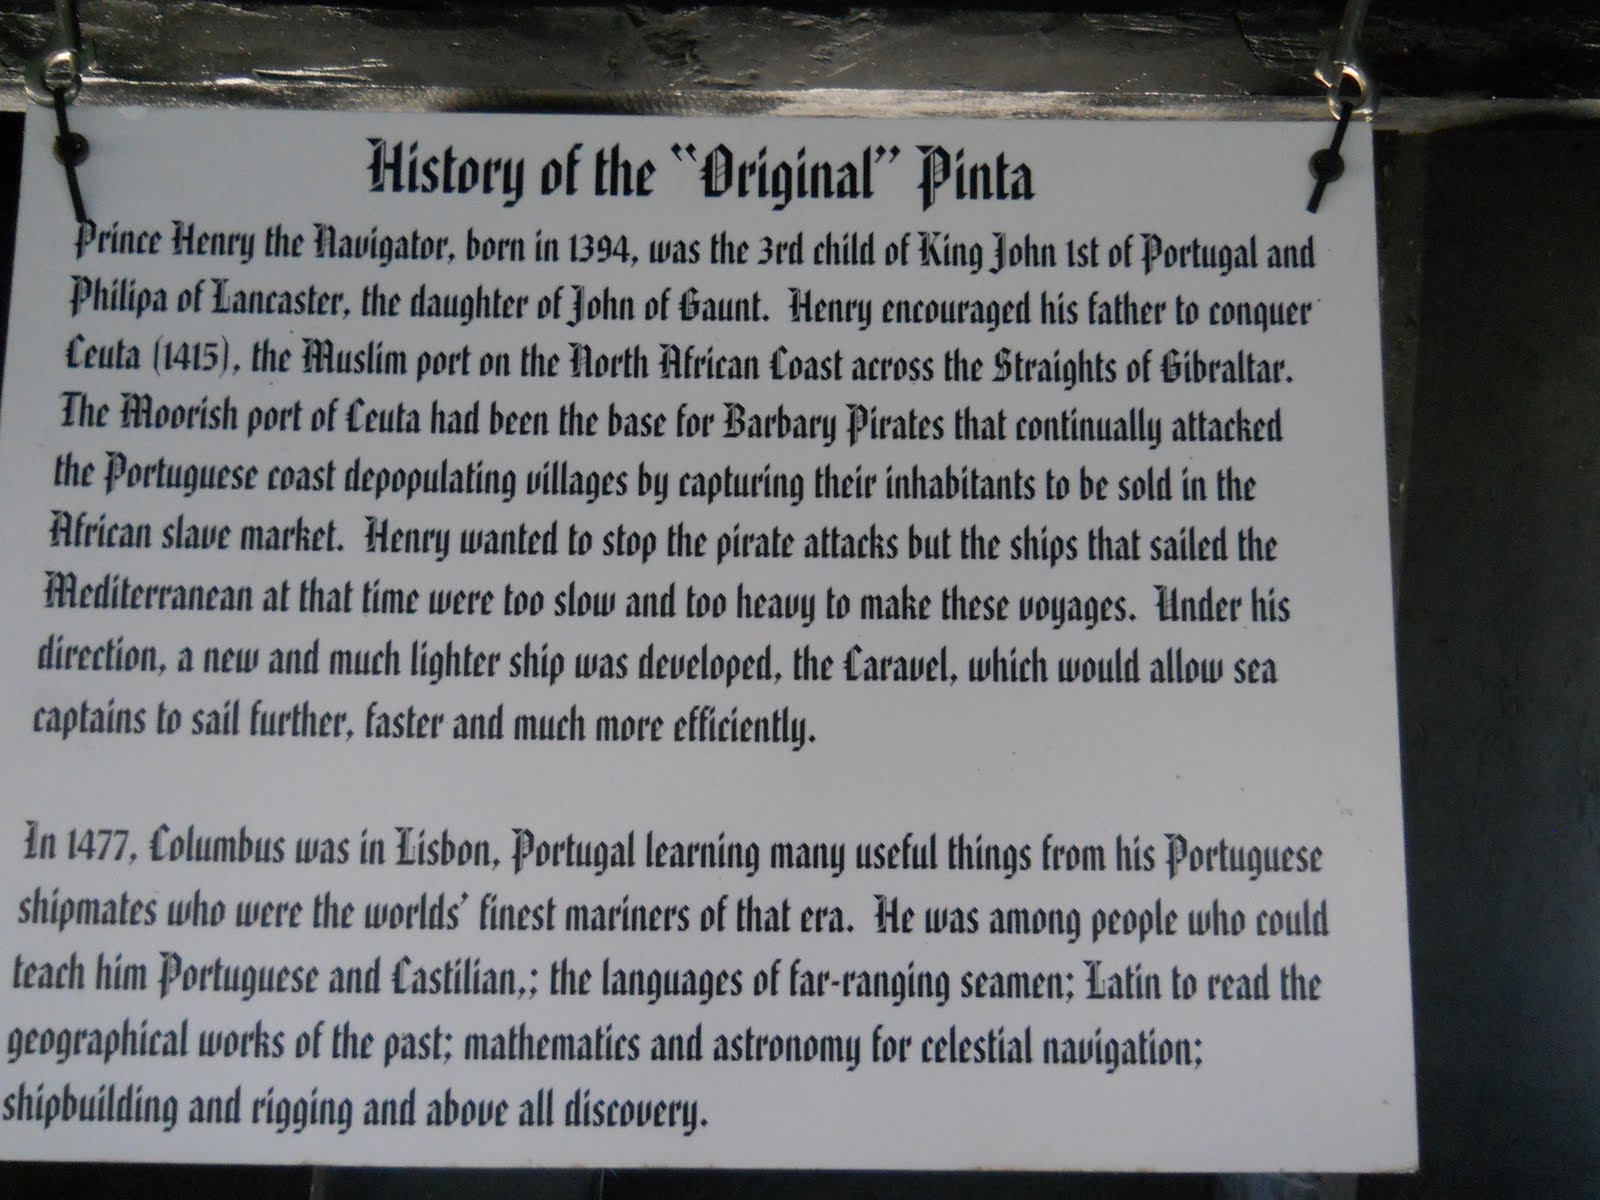 History of the "Original" Pinta
Prince Henry the Navigator, born in 1394, was the 3rd child of King John 1st of Portugal and
Philipa of Lancaster, the daughter of John of Gaunt. Henry encouraged his father to conquer
Ceuta (1415), the Muslim port on the North African Coast across the Straights of Gibraltar.
The Moorish port of Ceuta had been the base for Barbary Pirates that continually attacked
the Portuguese coast depopulating villages by capturing their inhabitants to be sold in the
African slave market. Henry wanted to stop the pirate attacks but the ships that sailed the
Mediterranean at that time were too slow and too heavy to make these voyages. Under his
direction, a new and much lighter ship was developed, the Caravel, which would allow sea
captains to sail further, faster and much more efficiently.
In 1477, Columbus was in Lisbon, Portugal learning many useful things from his Portuguese
shipmates who were the worlds' finest mariners of that era. He was among people who could
teach him Portuguese and Castilian,; the languages of far-ranging seamen; Latin to read the
geographical works of the past; mathematics and astronomy for celestial navigation;
shipbuilding and rigging and above all discovery.